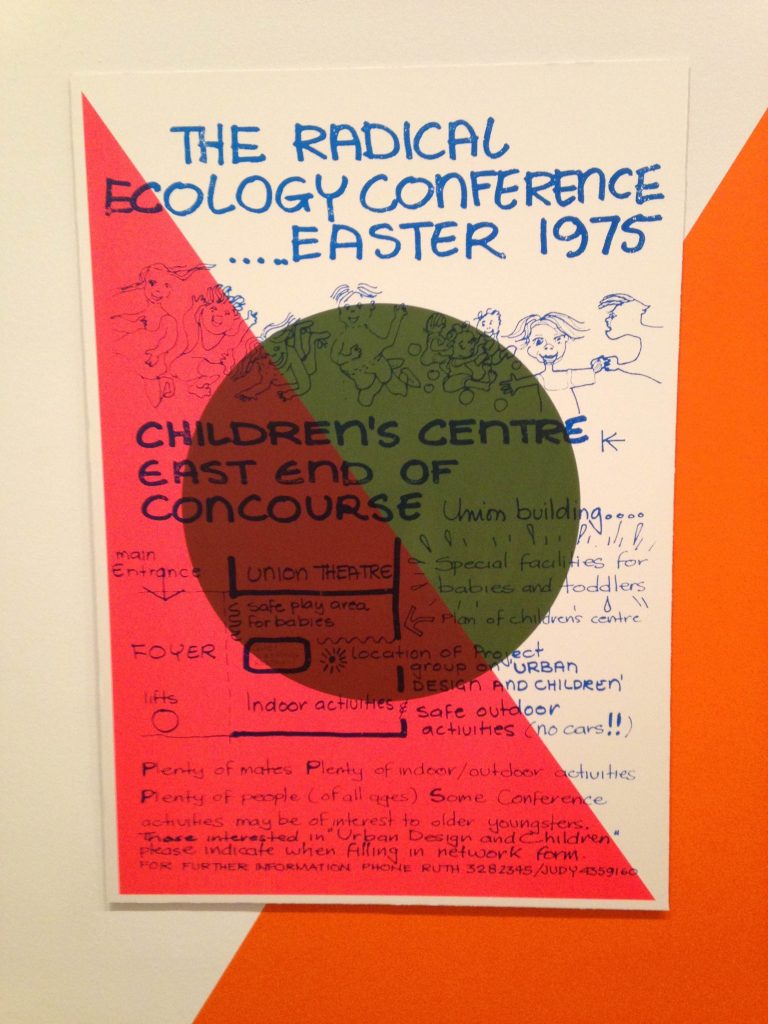 THE RADICAL
ECOLOGY CONFERENCE
.....EASTER 1975
CHILDREN'S CENTRE
EAST END OF
CONCOURSE Union building....
main
Entrance
UNION THEATRE
Special facilities for
babies and toddlers
safe play area
for babies
Plan of children's centre
FOYER
location of Project
group on 'URBAN
DESIGN AND CHILDREN'
lifts
Indoor activities
safe outdoor
activities (no cars!!)
Plenty of mates Plenty of indoor/outdoor activities
Plenty of people (of all ages) Some Conference
activities may be of interest to older youngsters.
Those interested in "Urban Design and Children"
please indicate when filling in network form.
FOR FURTHER INFORMATION PHONE RUTH 3282345/JUDY 4359160